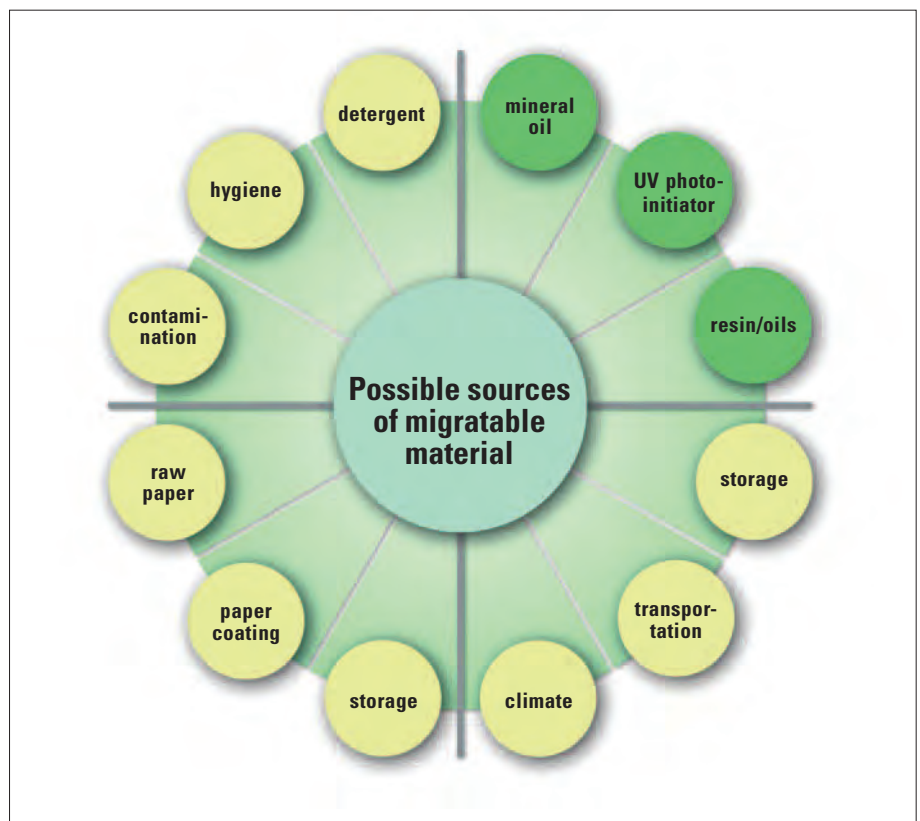 Possible sources
of migratable
material
mineral
oil
UV photo-
initiator
resin/oils
storage
transpor-
tation
climate
storage
paper
coating
raw
paper
contami-
nation
hygiene
detergent